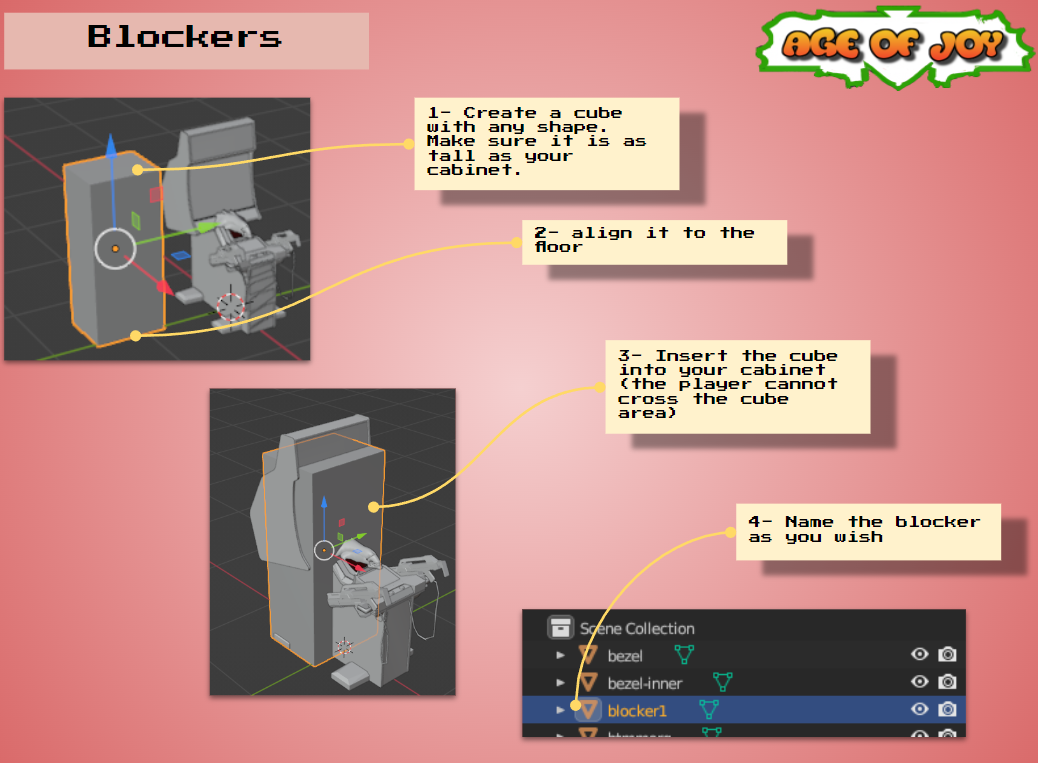 Blockers
AGE OF JOY
1- Create a cube
with any shape.
Make sure it is as
tall as your
cabinet.
2- align it to the
floor
3- Insert the cube
into your cabinet
(the player cannot
cross the cube
area)
4- Name the blocker
as you wish
Scene Collection
bezel
bezel-inner
blocker1